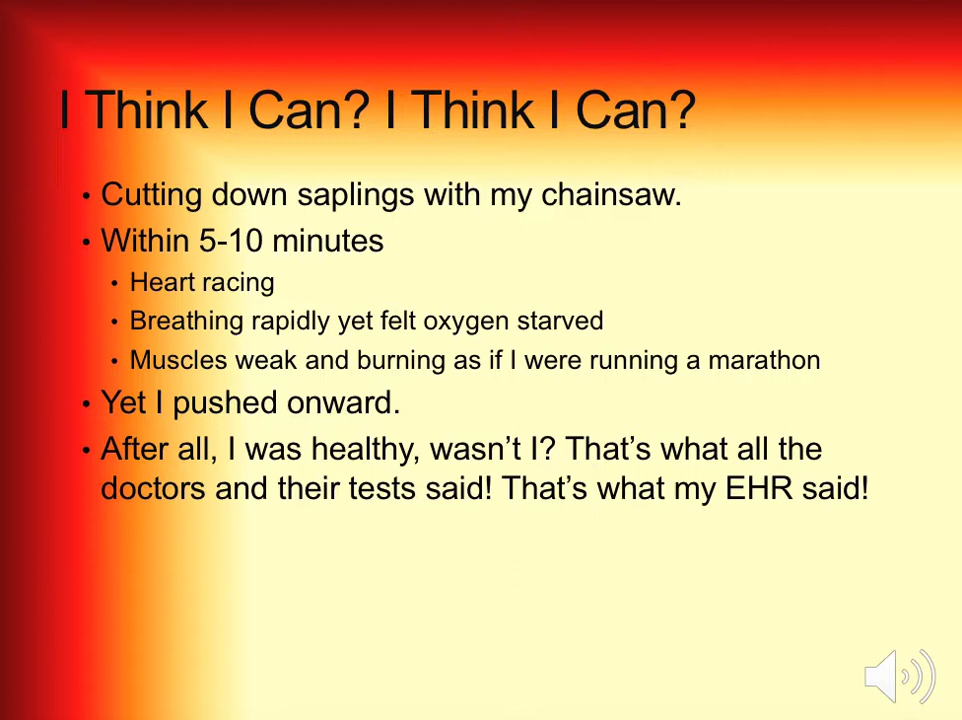 I Think I Can? I Think I Can?
• Cutting down saplings with my chainsaw.
• Within 5-10 minutes
• Heart racing
• Breathing rapidly yet felt oxygen starved
• Muscles weak and burning as if I were running a marathon
• Yet I pushed onward.
• After all, I was healthy, wasn’t I? That’s what all the
doctors and their tests said! That’s what my EHR said!